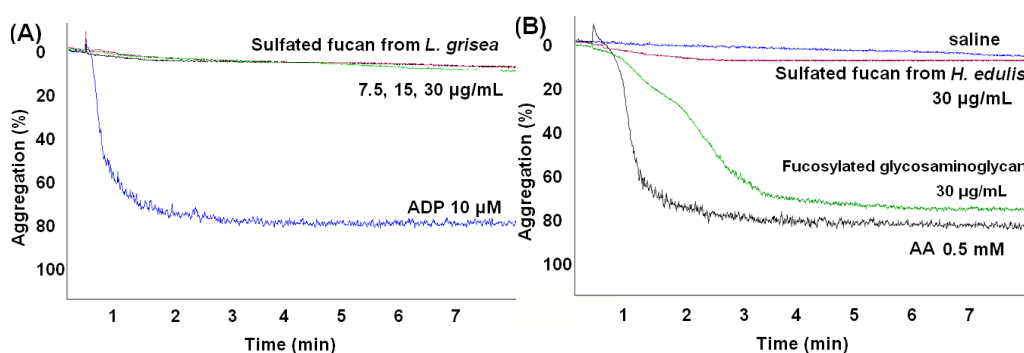 (A)
0
20
40
60
80
100
Aggregation (%)
Sulfated fucan from L. grisea
7.5, 15, 30 µg/mL
ADP 10 µM
1 2 3 4 5 6 7
Time (min)
(B)
0
20
40
60
80
100
Aggregation (%)
saline
Sulfated fucan from H. edulis
30 µg/mL
Fucosylated glycosaminoglycan
30 µg/mL
AA 0.5 mM
1 2 3 4 5 6 7
Time (min)